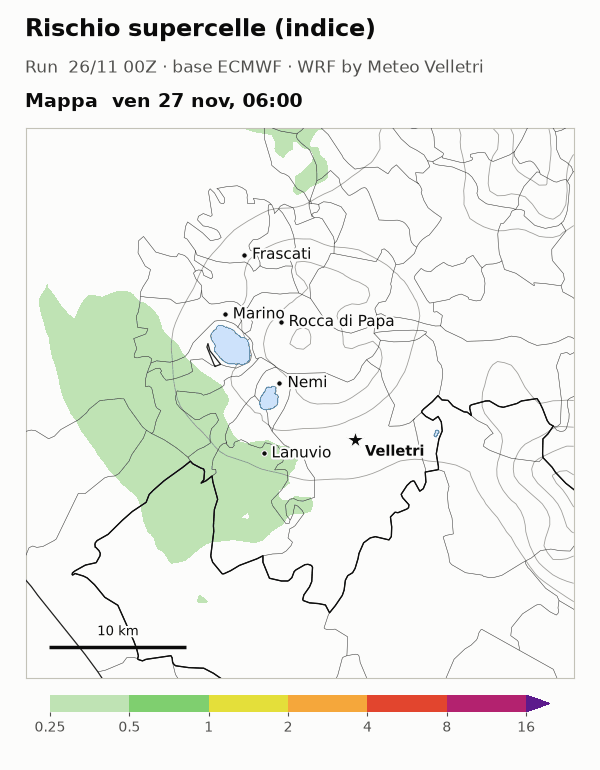 Rischio supercelle (indice)
Run  26/11 00Z · base ECMWF · WRF by Meteo Velletri
Mappa  ven 27 nov, 06:00
Frascati
Marino
Rocca di Papa
Nemi
Lanuvio
Velletri
10 km
0.25 0.5 1 2 4 8 16